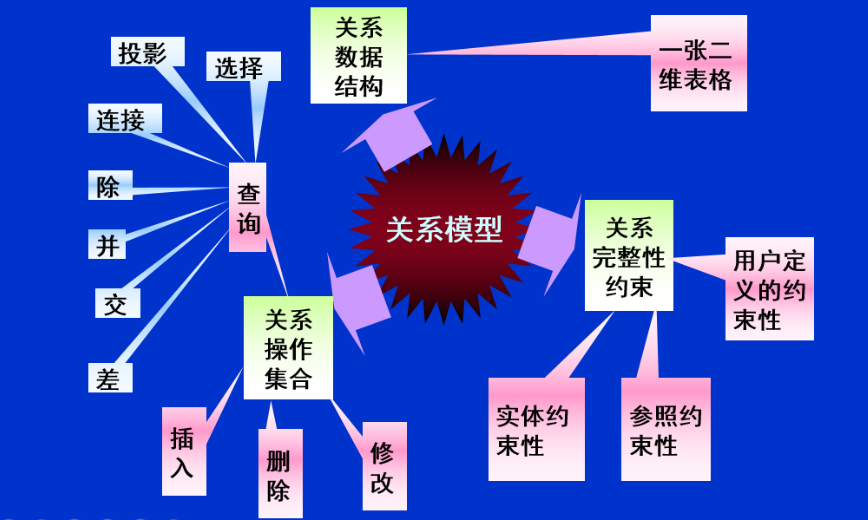 关系
数据
结构
一张二
维表格
投影
选择
连接
除
并
交
差
查
询
关系模型
关系
完整性
约束
用户定
义的约
束性
关系
操作
集合
实体约
束性
参照约
束性
插
入
删
除
修
改